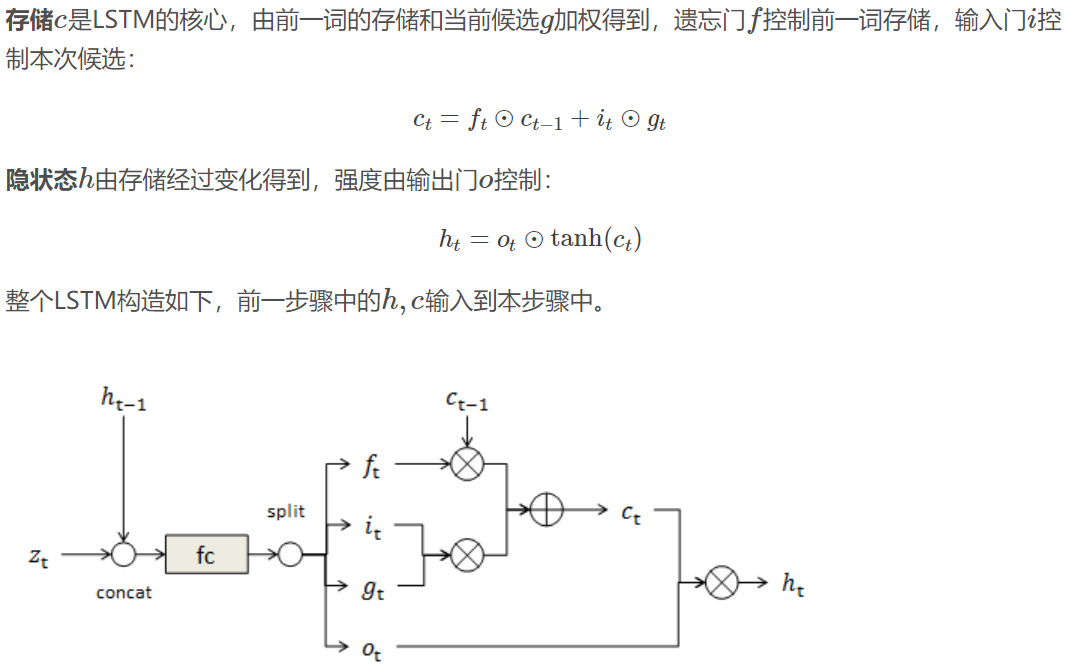 存储c是LSTM的核心，由前一词的存储和当前候选g加权得到，遗忘门f控制前一词存储，输入门i控
制本次候选：
c_t = f_t ⊙ c_{t−1} + i_t ⊙ g_t
隐状态h由存储经过变化得到，强度由输出门o控制：
h_t = o_t ⊙ tanh(c_t)
整个LSTM构造如下，前一步骤中的h, c输入到本步骤中。
h_{t−1}
c_{t−1}
f_t
split
i_t
c_t
z_t
fc
concat
g_t
h_t
o_t